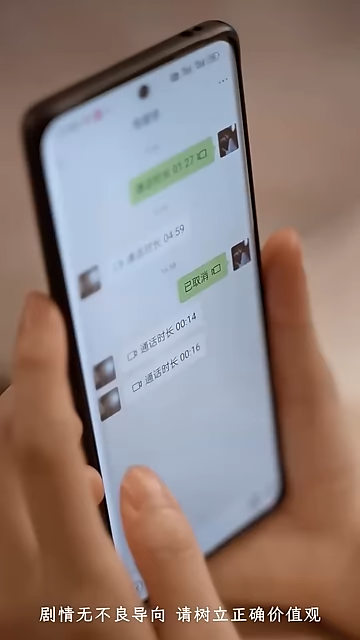 通话时长 01:27
通话时长 04:59
已取消
通话时长 00:14
通话时长 00:16
剧情无不良导向 请树立正确价值观